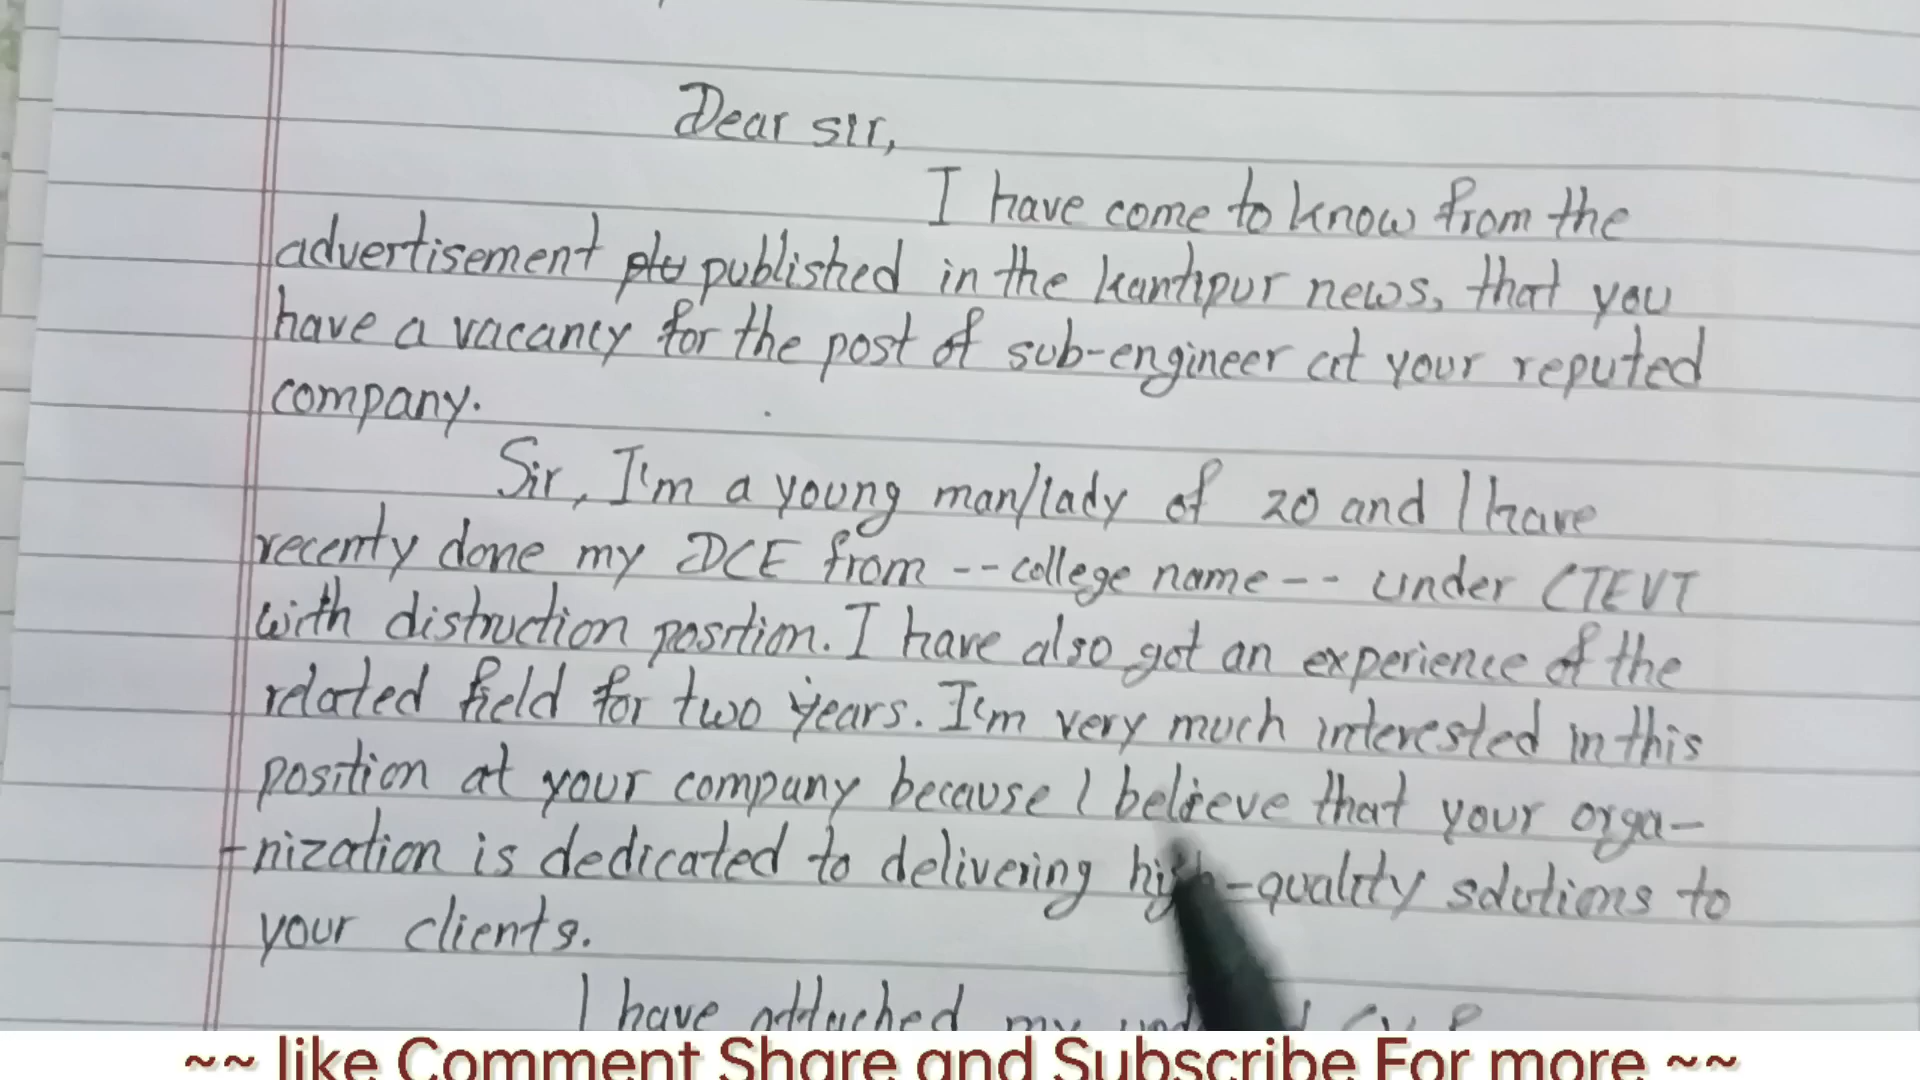 Dear sir,
I have come to know from the
advertisement published in the kantipur news, that you
have a vacancy for the post of sub-engineer at your reputed
company.
Sir, I'm a young man/lady of 20 and I have
recently done my DCE from --college name-- under CTEVT
with distruction position. I have also got an experience of the
related field for two years. I'm very much interested in this
position at your company because I believe that your orga-
-nization is dedicated to delivering high-quality solutions to
your clients.
I have attached my
~~ like Comment Share and Subscribe For more ~~